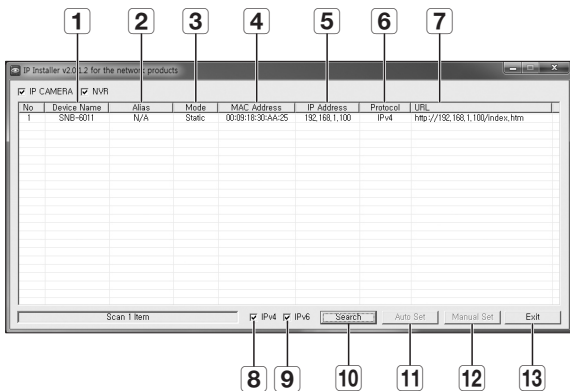 1 2 3 4 5 6 7
IP Installer v2.0.1.2 for the network products
IP CAMERA NVR
No Device Name Alias Mode MAC Address IP Address Protocol URL
1 SNB-6011 N/A Static 00:09:18:30:AA:25 192,168,1,100 IPv4 http://192,168,1,100/index,htm
Scan 1 Item IPv4 IPv6 Search Auto Set Manual Set Exit
8 9 10 11 12 13